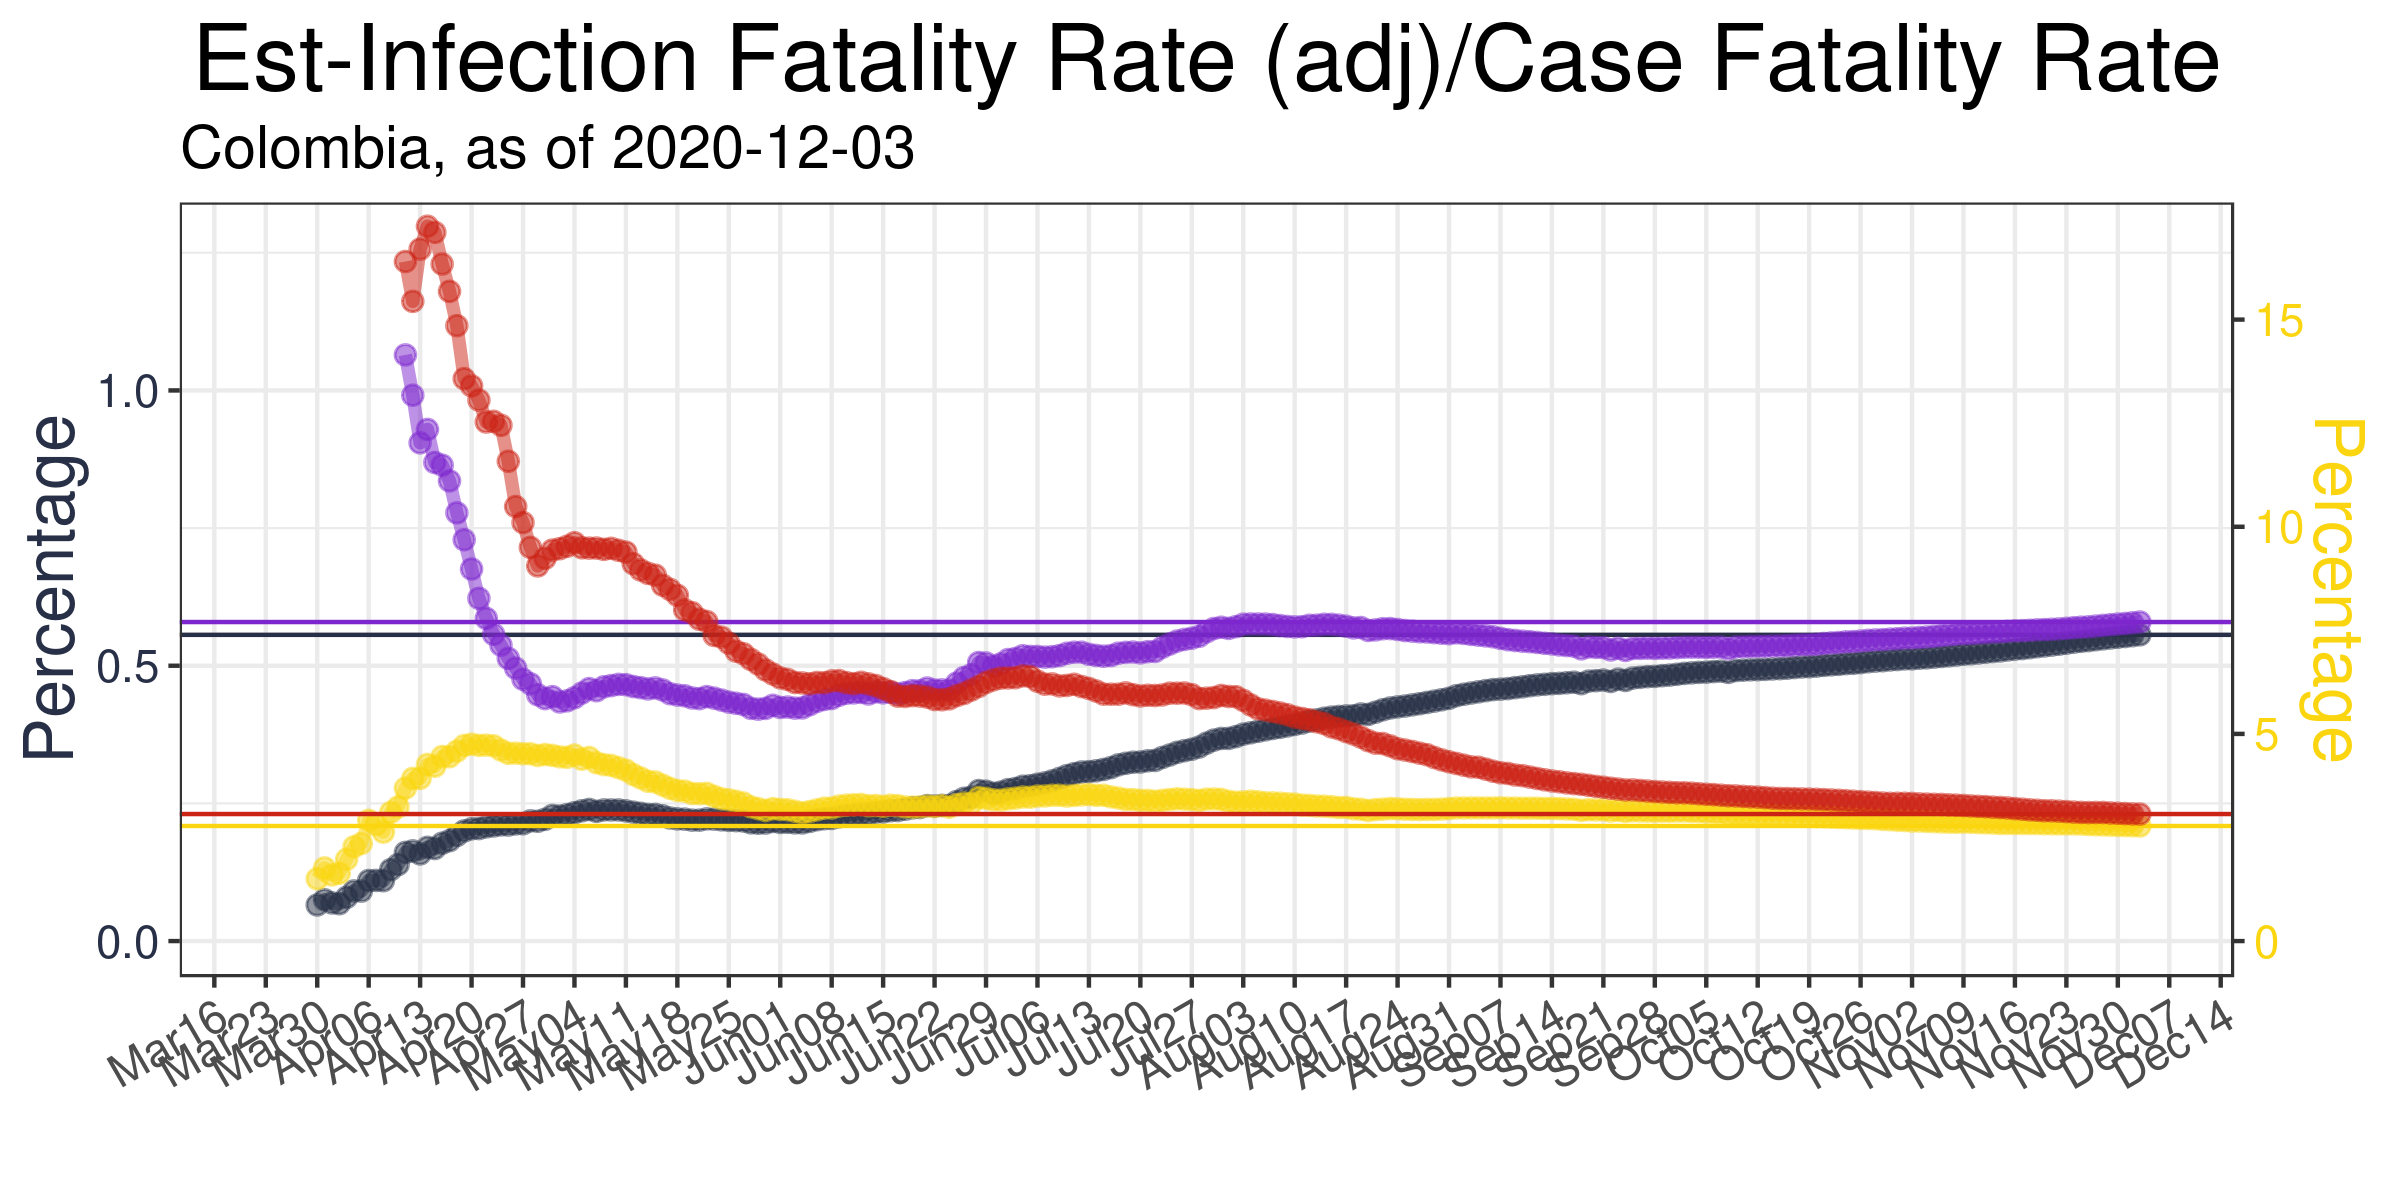 Est-Infection Fatality Rate (adj)/Case Fatality Rate
Colombia, as of 2020-12-03
Percentage
1.0
0.5
0.0
15
10
5
0
Percentage
Mar16
Mar23
Mar30
Apr06
Apr13
Apr20
Apr27
May04
May11
May18
May25
Jun01
Jun08
Jun15
Jun22
Jun29
Jul06
Jul13
Jul20
Jul27
Aug03
Aug10
Aug17
Aug24
Aug31
Sep07
Sep14
Sep21
Sep28
Oct05
Oct12
Oct19
Oct26
Nov02
Nov09
Nov16
Nov23
Nov30
Dec07
Dec14